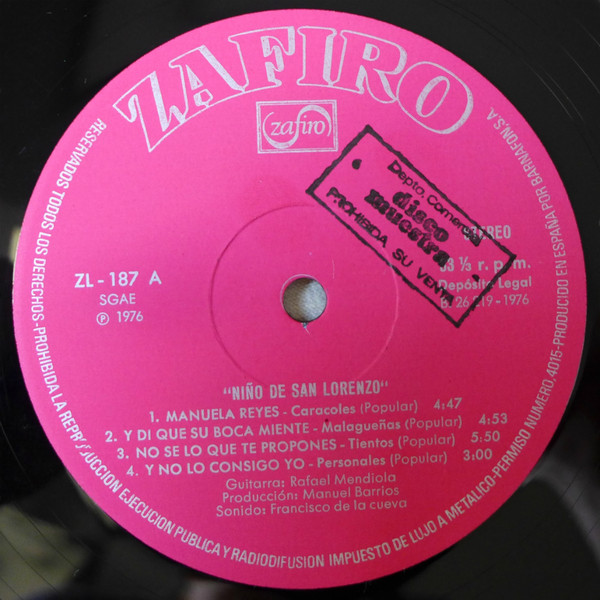 ZAFIRO
zafiro
Depto. Comercial
disco
muestra
PROHIBIDA SU VENTA
STEREO
33 ⅓ r. p. m.
Depósito Legal
B. 26 919 - 1976
ZL - 187 A
SGAE
Ⓟ 1976
"NIÑO DE SAN LORENZO"
1. MANUELA REYES - Caracoles (Popular) 4:47
2. Y DI QUE SU BOCA MIENTE - Malagueñas (Popular) 4:53
3. NO SE LO QUE TE PROPONES - Tientos (Popular) 5:50
4. Y NO LO CONSIGO YO - Personales (Popular) 3:00
Guitarra: Rafael Mendiola
Producción: Manuel Barrios
Sonido: Francisco de la cueva
RESERVADOS TODOS LOS DERECHOS-PROHIBIDA LA REPRODUCCION EJECUCION PUBLICA Y RADIODIFUSION IMPUESTO DE LUJO A METALICO-PERMISO NUMERO, 4015-PRODUCIDO EN ESPAÑA POR BARNAFON, S.A.